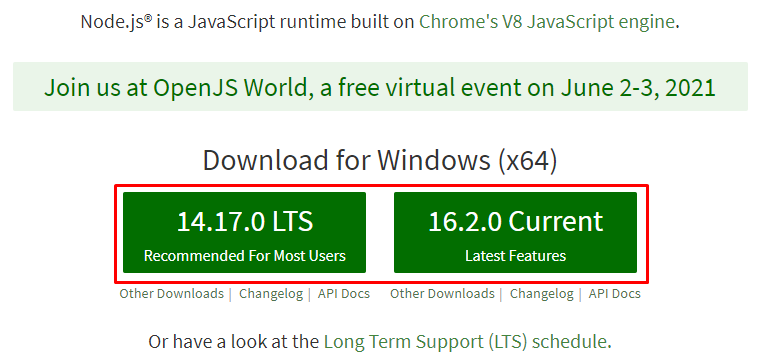 Node.js® is a JavaScript runtime built on Chrome's V8 JavaScript engine.
Join us at OpenJS World, a free virtual event on June 2-3, 2021
Download for Windows (x64)
14.17.0 LTS
Recommended For Most Users
16.2.0 Current
Latest Features
Other Downloads | Changelog | API Docs
Other Downloads | Changelog | API Docs
Or have a look at the Long Term Support (LTS) schedule.